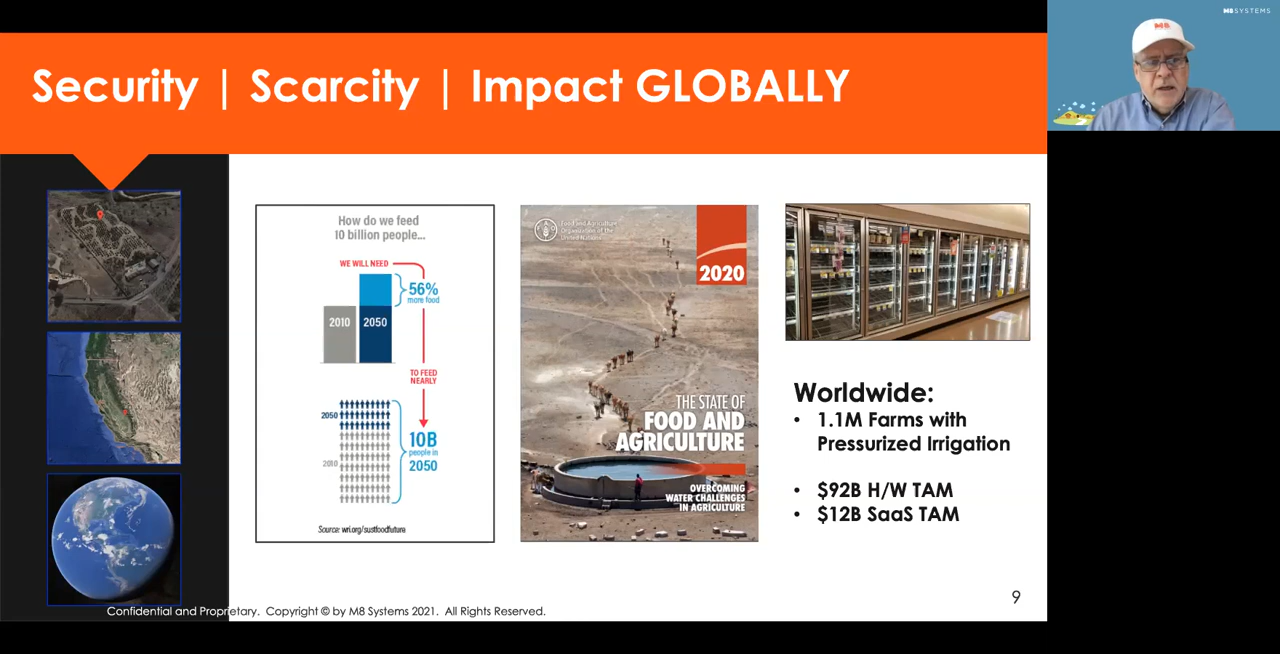 M8SYSTEMS
Security | Scarcity | Impact GLOBALLY
M8
How do we feed
10 billion people...
WE WILL NEED
56%
more food
2010
2050
TO FEED
NEARLY
2050
10B
people in
2050
2010
Source: wri.org/sustfoodfuture
Food and Agriculture
Organization of the
United Nations
2020
THE STATE OF
FOOD AND
AGRICULTURE
OVERCOMING
WATER CHALLENGES
IN AGRICULTURE
Worldwide:
• 1.1M Farms with
Pressurized Irrigation
• $92B H/W TAM
• $12B SaaS TAM
9
Confidential and Proprietary. Copyright © by M8 Systems 2021. All Rights Reserved.